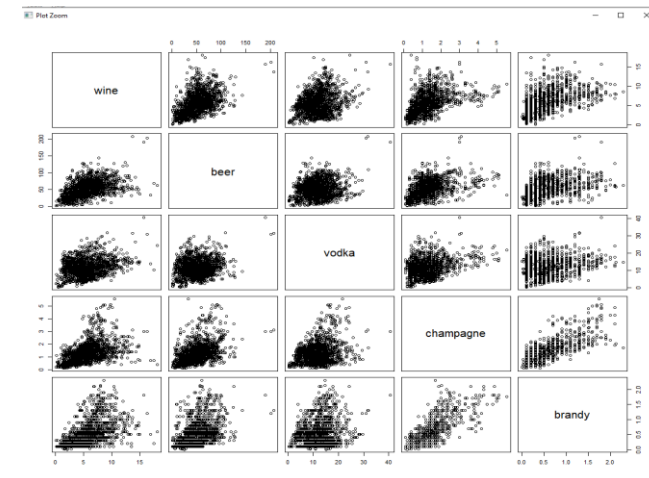 Plot Zoom
0 50 100 150 200
0 1 2 3 4 5
wine
0 5 10 15
0 50 100 150 200
beer
vodka
0 10 20 30 40
0 1 2 3 4 5
champagne
brandy
0.0 0.5 1.0 1.5 2.0
0 5 10 15
0 10 20 30 40
0.0 0.5 1.0 1.5 2.0